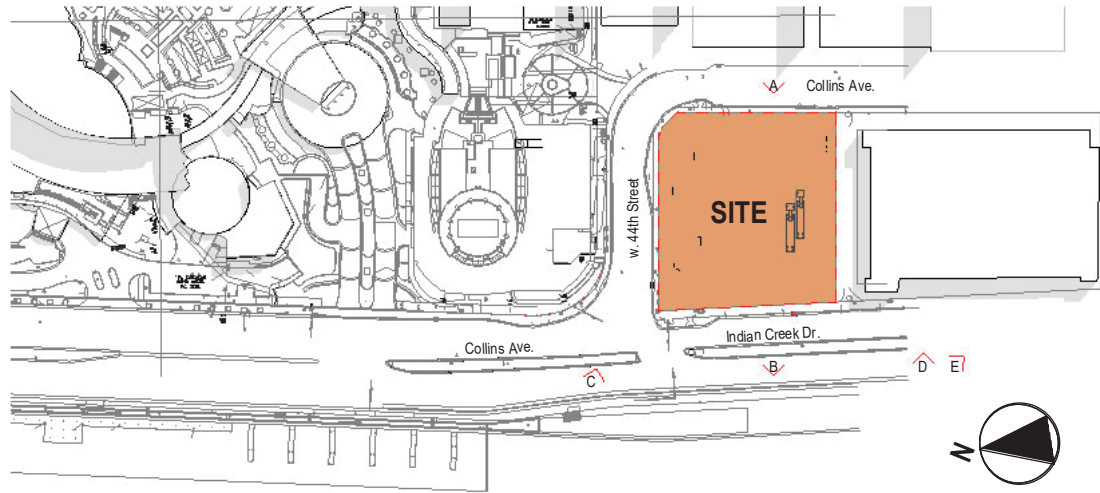 A
Collins Ave.
w. 44th Street
SITE
Indian Creek Dr.
Collins Ave.
B
C
D
E
N